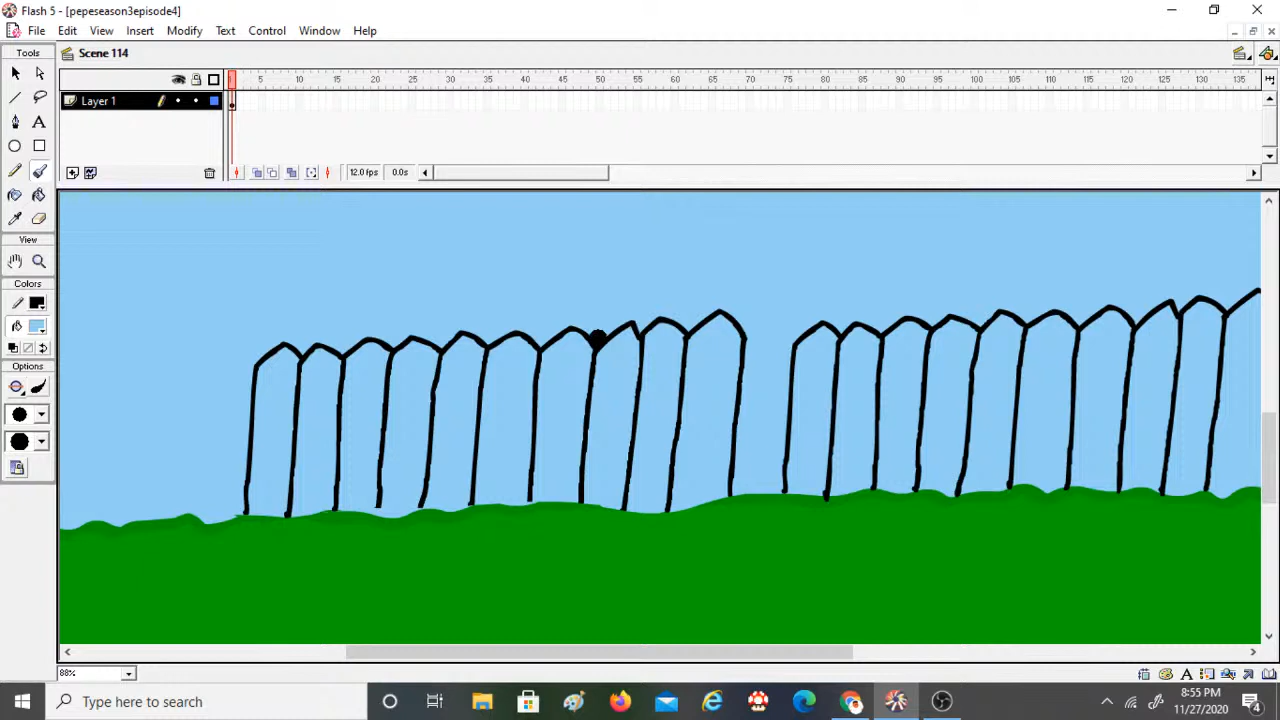 Flash 5 - [pepeseason3episode4]
File Edit View Insert Modify Text Control Window Help
Tools
Scene 114
5 10 15 20 25 30 35 40 45 50 55 60 65 70 75 80 85 90 95 100 105 110 115 120 125 130 135
Layer 1
12.0 fps 0.0s
View
Colors
Options
88%
Type here to search
8:55 PM
11/27/2020
4